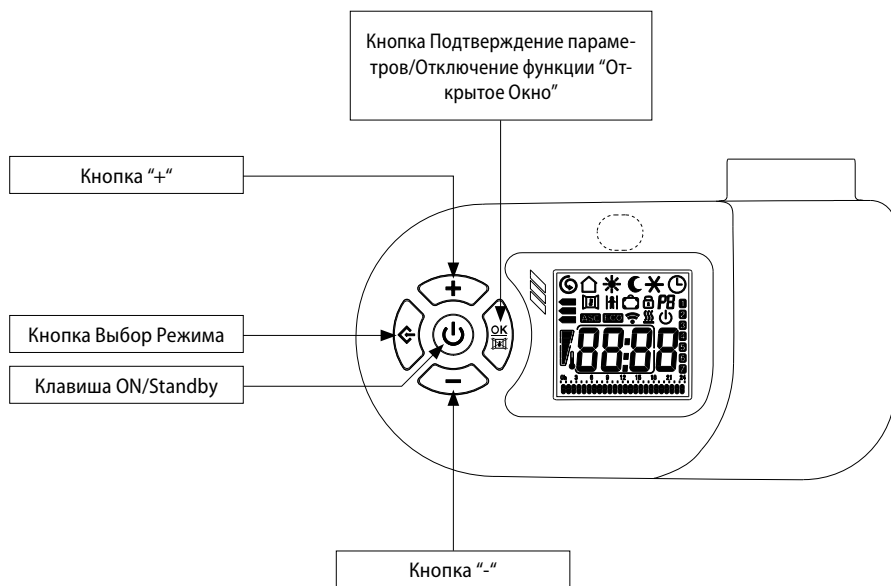 Кнопка Подтверждение параме-
тров/Отключение функции “От-
крытое Окно”
Кнопка “+“
Кнопка Выбор Режима
Клавиша ON/Standby
OK
88:88
Кнопка “-“